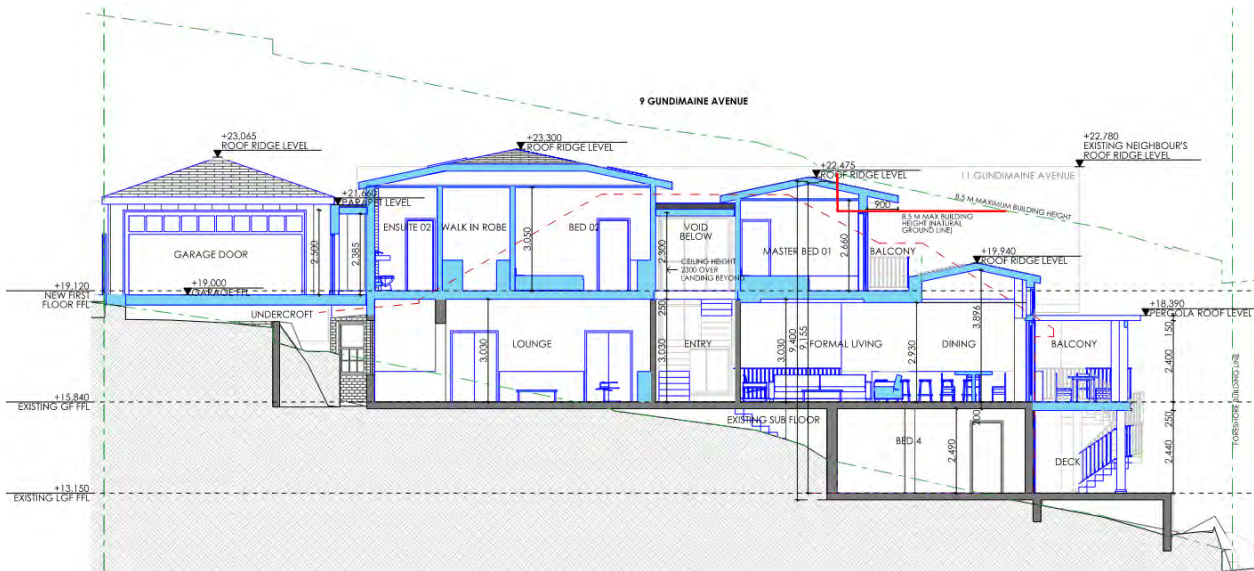 9 GUNDIMAINE AVENUE
+23,065
ROOF RIDGE LEVEL
+23,300
ROOF RIDGE LEVEL
+22,780
EXISTING NEIGHBOUR'S
ROOF RIDGE LEVEL
+22,475
ROOF RIDGE LEVEL
11 GUNDIMAINE AVENUE
+21,660
PARAPET LEVEL
900
8.5 M MAXIMUM BUILDING HEIGHT
8.5 M MAX BUILDING
HEIGHT (NATURAL
GROUND LINE)
ENSUITE 02
WALK IN ROBE
BED 02
VOID
BELOW
MASTER BED 01
BALCONY
GARAGE DOOR
2,500
2,385
3,050
2,300
2,660
CEILING HEIGHT
2300 OVER
LANDING BEYOND
+19,940
ROOF RIDGE LEVEL
+19,120
NEW FIRST
FLOOR FFL
+19,000
GARAGE FFL
+18,390
PERGOLA ROOF LEVEL
UNDERCROFT
250
3,896
150
9,400
9,155
LOUNGE
ENTRY
FORMAL LIVING
DINING
BALCONY
3,030
3,030
3,030
2,930
2,400
FORESHORE BUILDING LINE
+15,840
EXISTING GF FFL
EXISTING SUB FLOOR
200
250
BED 4
2,490
DECK
2,440
+13,150
EXISTING LGF FFL